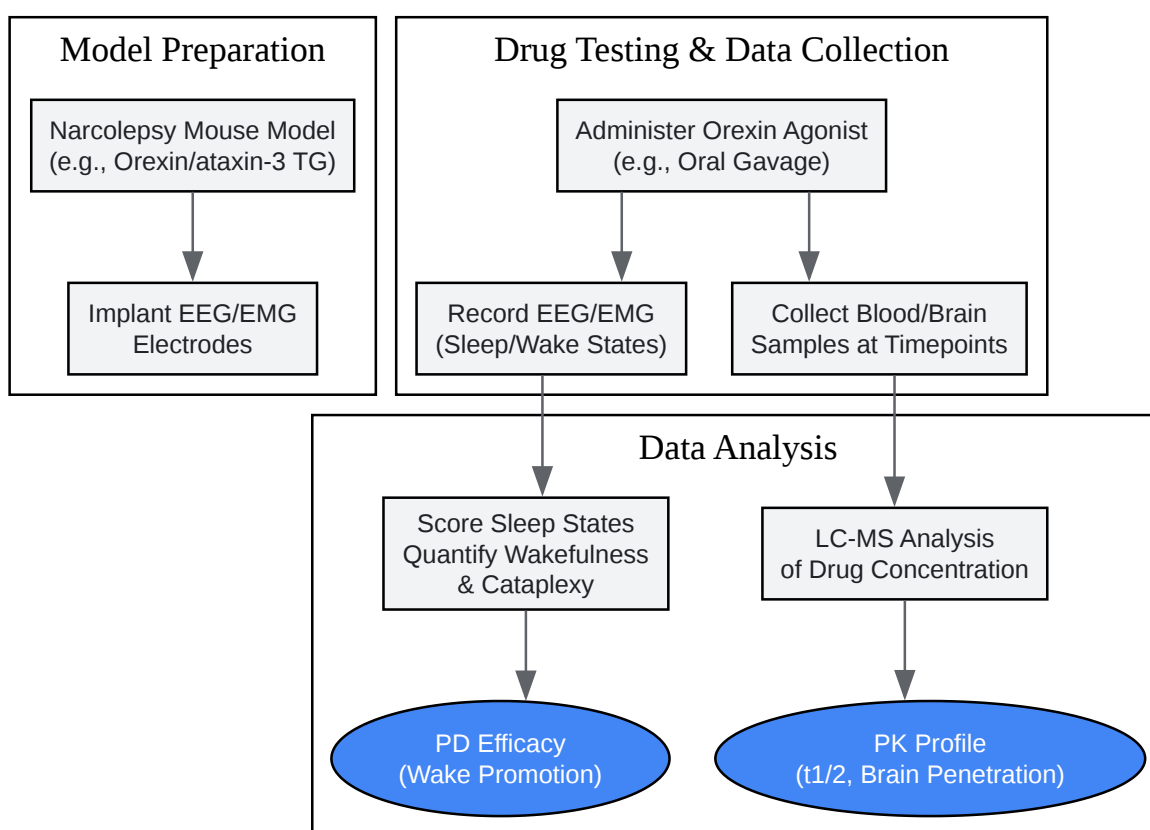 Model Preparation
Narcolepsy Mouse Model
(e.g., Orexin/ataxin-3 TG)
Implant EEG/EMG
Electrodes
Drug Testing & Data Collection
Administer Orexin Agonist
(e.g., Oral Gavage)
Record EEG/EMG
(Sleep/Wake States)
Collect Blood/Brain
Samples at Timepoints
Data Analysis
Score Sleep States
Quantify Wakefulness
& Cataplexy
LC-MS Analysis
of Drug Concentration
PD Efficacy
(Wake Promotion)
PK Profile
(t1/2, Brain Penetration)